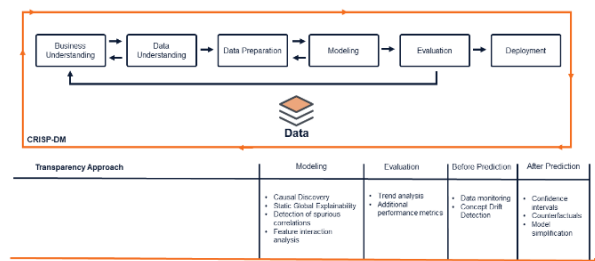 Business
Understanding
Data
Understanding
Data Preparation
Modeling
Evaluation
Deployment
Data
CRISP-DM
Transparency Approach
Modeling
Evaluation
Before Prediction
After Prediction
• Causal Discovery
• Static Global Explainability
• Detection of spurious
correlations
• Feature interaction
analysis
• Trend analysis
• Additional
performance metrics
• Data monitoring
• Concept Drift
Detection
• Confidence
intervals
• Counterfactuals
• Model
simplification